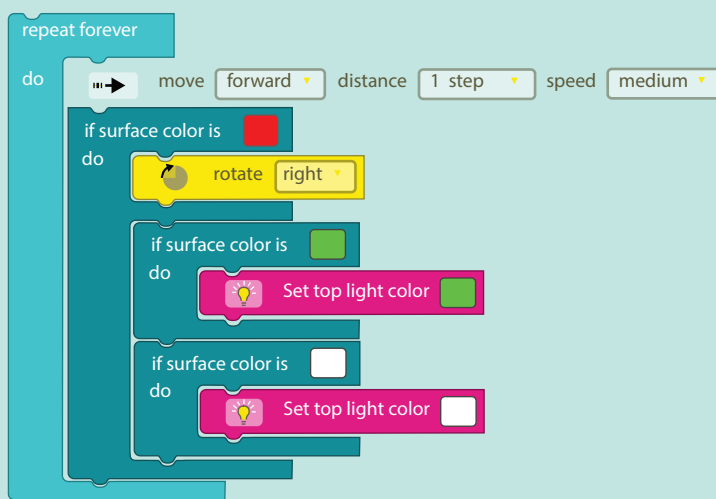 repeat forever
do move forward distance 1 step speed medium
if surface color is
do
rotate right
if surface color is
do
Set top light color
if surface color is
do
Set top light color